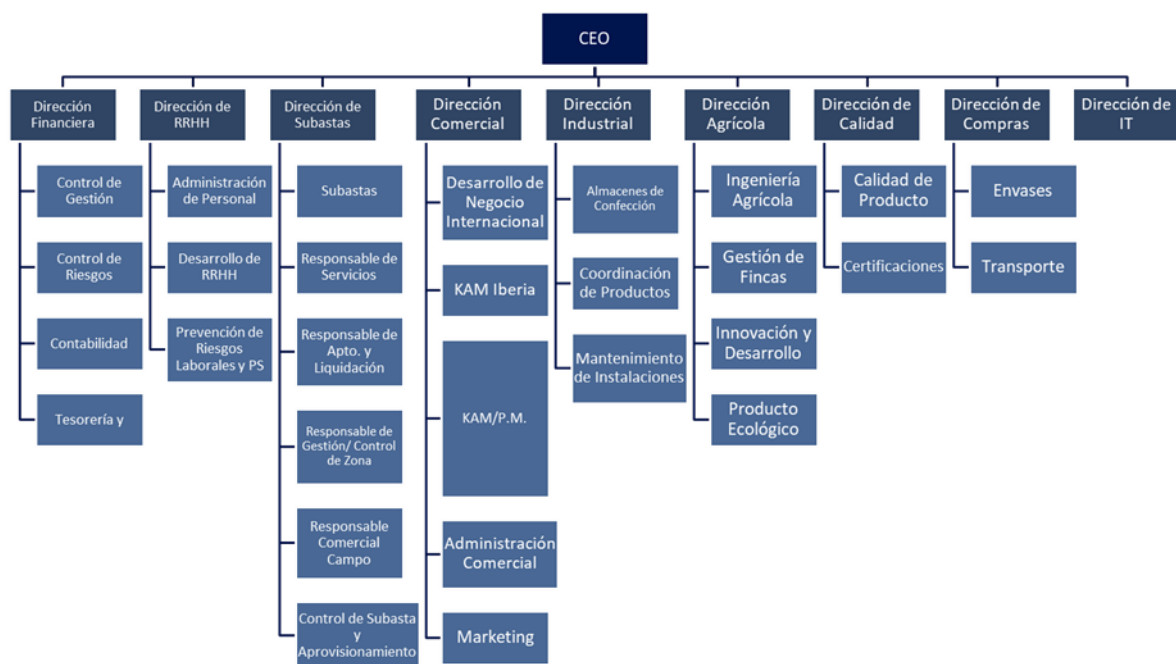 CEO
Dirección
Financiera
Control de
Gestión
Control de
Riesgos
Contabilidad
Tesorería y
Dirección de
RRHH
Administración
de Personal
Desarrollo de
RRHH
Prevención de
Riesgos
Laborales y PS
Dirección de
Subastas
Subastas
Responsable de
Servicios
Responsable de
Apto. y
Liquidación
Responsable de
Gestión/ Control
de Zona
Responsable
Comercial
Campo
Control de Subasta
y
Aprovisionamiento
Dirección
Comercial
Desarrollo de
Negocio
Internacional
KAM Iberia
KAM/P.M.
Administración
Comercial
Marketing
Dirección
Industrial
Almacenes de
Confección
Coordinación
de Productos
Mantenimiento
de Instalaciones
Dirección
Agrícola
Ingeniería
Agrícola
Gestión de
Fincas
Innovación y
Desarrollo
Producto
Ecológico
Dirección de
Calidad
Calidad de
Producto
Certificaciones
Dirección de
Compras
Envases
Transporte
Dirección de
IT